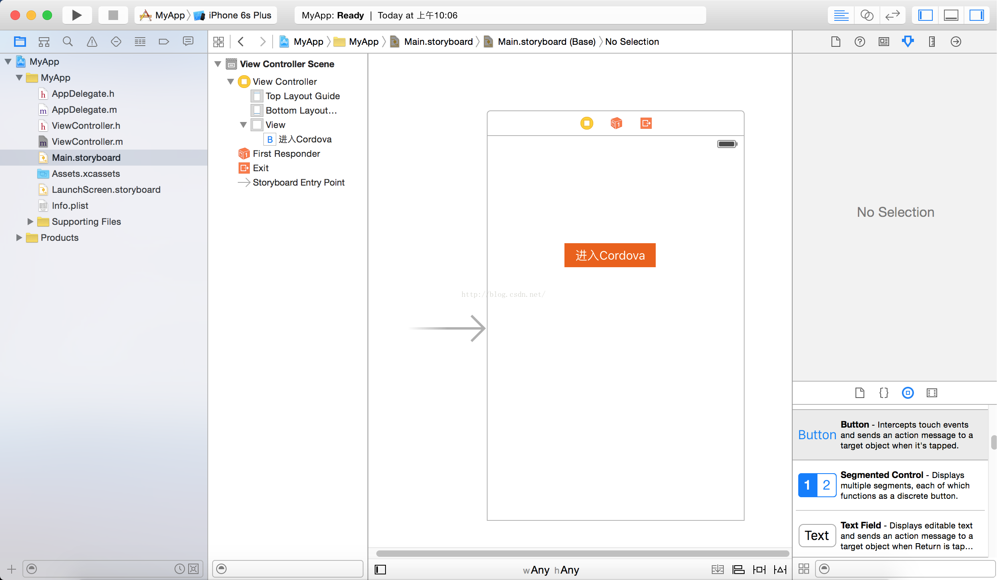 MyApp iPhone 6s Plus
MyApp: Ready | Today at 上午10:06
MyApp MyApp Main.storyboard Main.storyboard (Base) No Selection
MyApp
MyApp
h AppDelegate.h
m AppDelegate.m
h ViewController.h
m ViewController.m
Main.storyboard
Assets.xcassets
LaunchScreen.storyboard
Info.plist
Supporting Files
Products
View Controller Scene
View Controller
Top Layout Guide
Bottom Layout...
View
B 进入Cordova
First Responder
Exit
Storyboard Entry Point
进入Cordova
http://blog.csdn.net/
wAny hAny
No Selection
Button
Button - Intercepts touch events
and sends an action message to a
target object when it's tapped.
1 2
Segmented Control - Displays
multiple segments, each of which
functions as a discrete button.
Text
Text Field - Displays editable text
and sends an action message to a
target object when Return is tap...